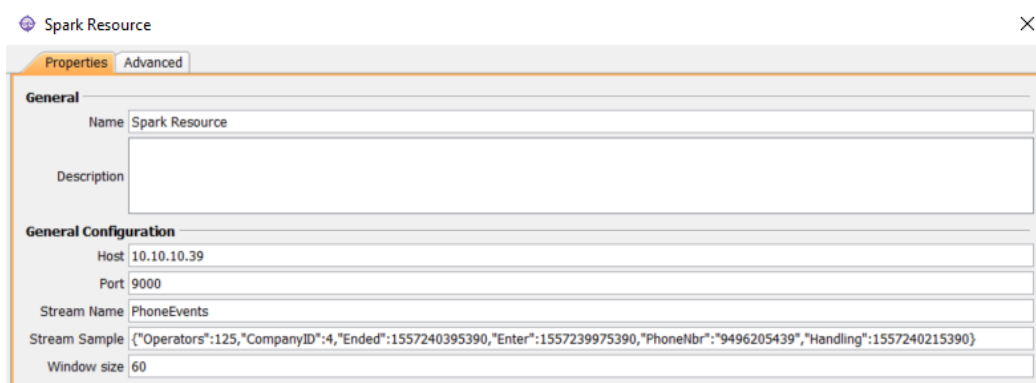 Spark Resource
Properties Advanced
General
Name Spark Resource
Description
General Configuration
Host 10.10.10.39
Port 9000
Stream Name PhoneEvents
Stream Sample {"Operators":125,"CompanyID":4,"Ended":1557240395390,"Enter":1557239975390,"PhoneNbr":"9496205439","Handling":1557240215390}
Window size 60